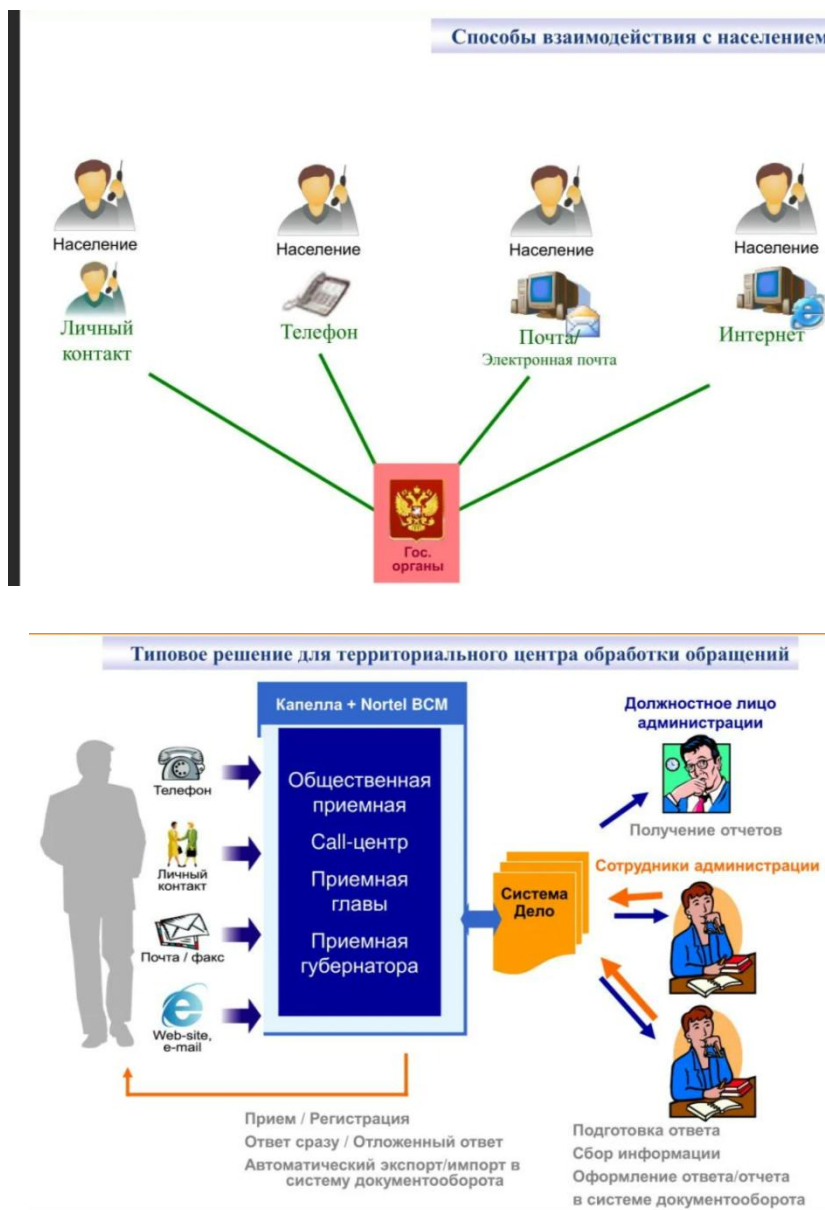 Способы взаимодействия с населением
Население
Население
Население
Население
Личный
контакт
Телефон
Почта/
Электронная почта
Интернет
Гос.
органы
Типовое решение для территориального центра обработки обращений
Капелла + Nortel BCM
Общественная
приемная
Call-центр
Приемная
главы
Приемная
губернатора
Телефон
Личный
контакт
Почта / факс
Web-site,
e-mail
Система
Дело
Должностное лицо
администрации
Получение отчетов
Сотрудники администрации
Прием / Регистрация
Ответ сразу / Отложенный ответ
Автоматический экспорт/импорт в
систему документооборота
Подготовка ответа
Сбор информации
Оформление ответа/отчета
в системе документооборота